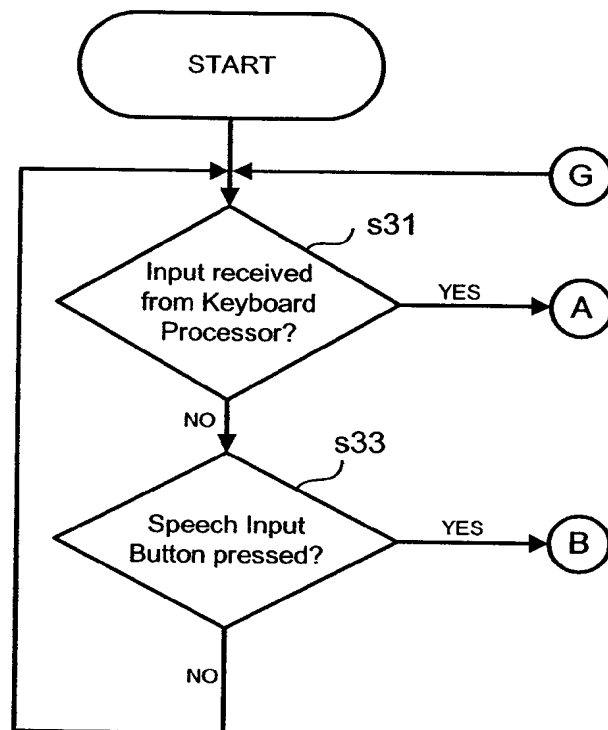 START
G
s31
Input received
from Keyboard
Processor?
YES
A
NO
s33
Speech Input
Button pressed?
YES
B
NO